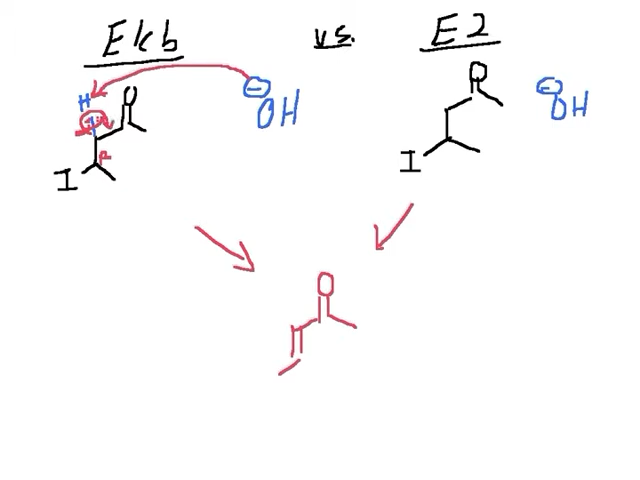 E1cb vs. E2
H O ⊖ OH
I
O ⊖ OH
I
O